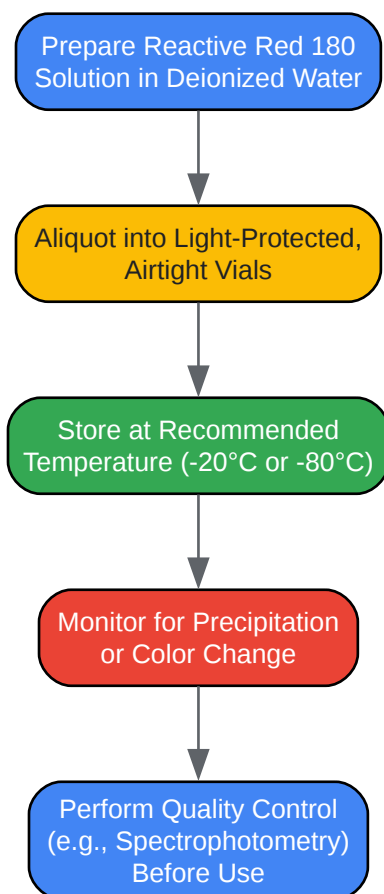 Prepare Reactive Red 180
Solution in Deionized Water
Aliquot into Light-Protected,
Airtight Vials
Store at Recommended
Temperature (-20°C or -80°C)
Monitor for Precipitation
or Color Change
Perform Quality Control
(e.g., Spectrophotometry)
Before Use